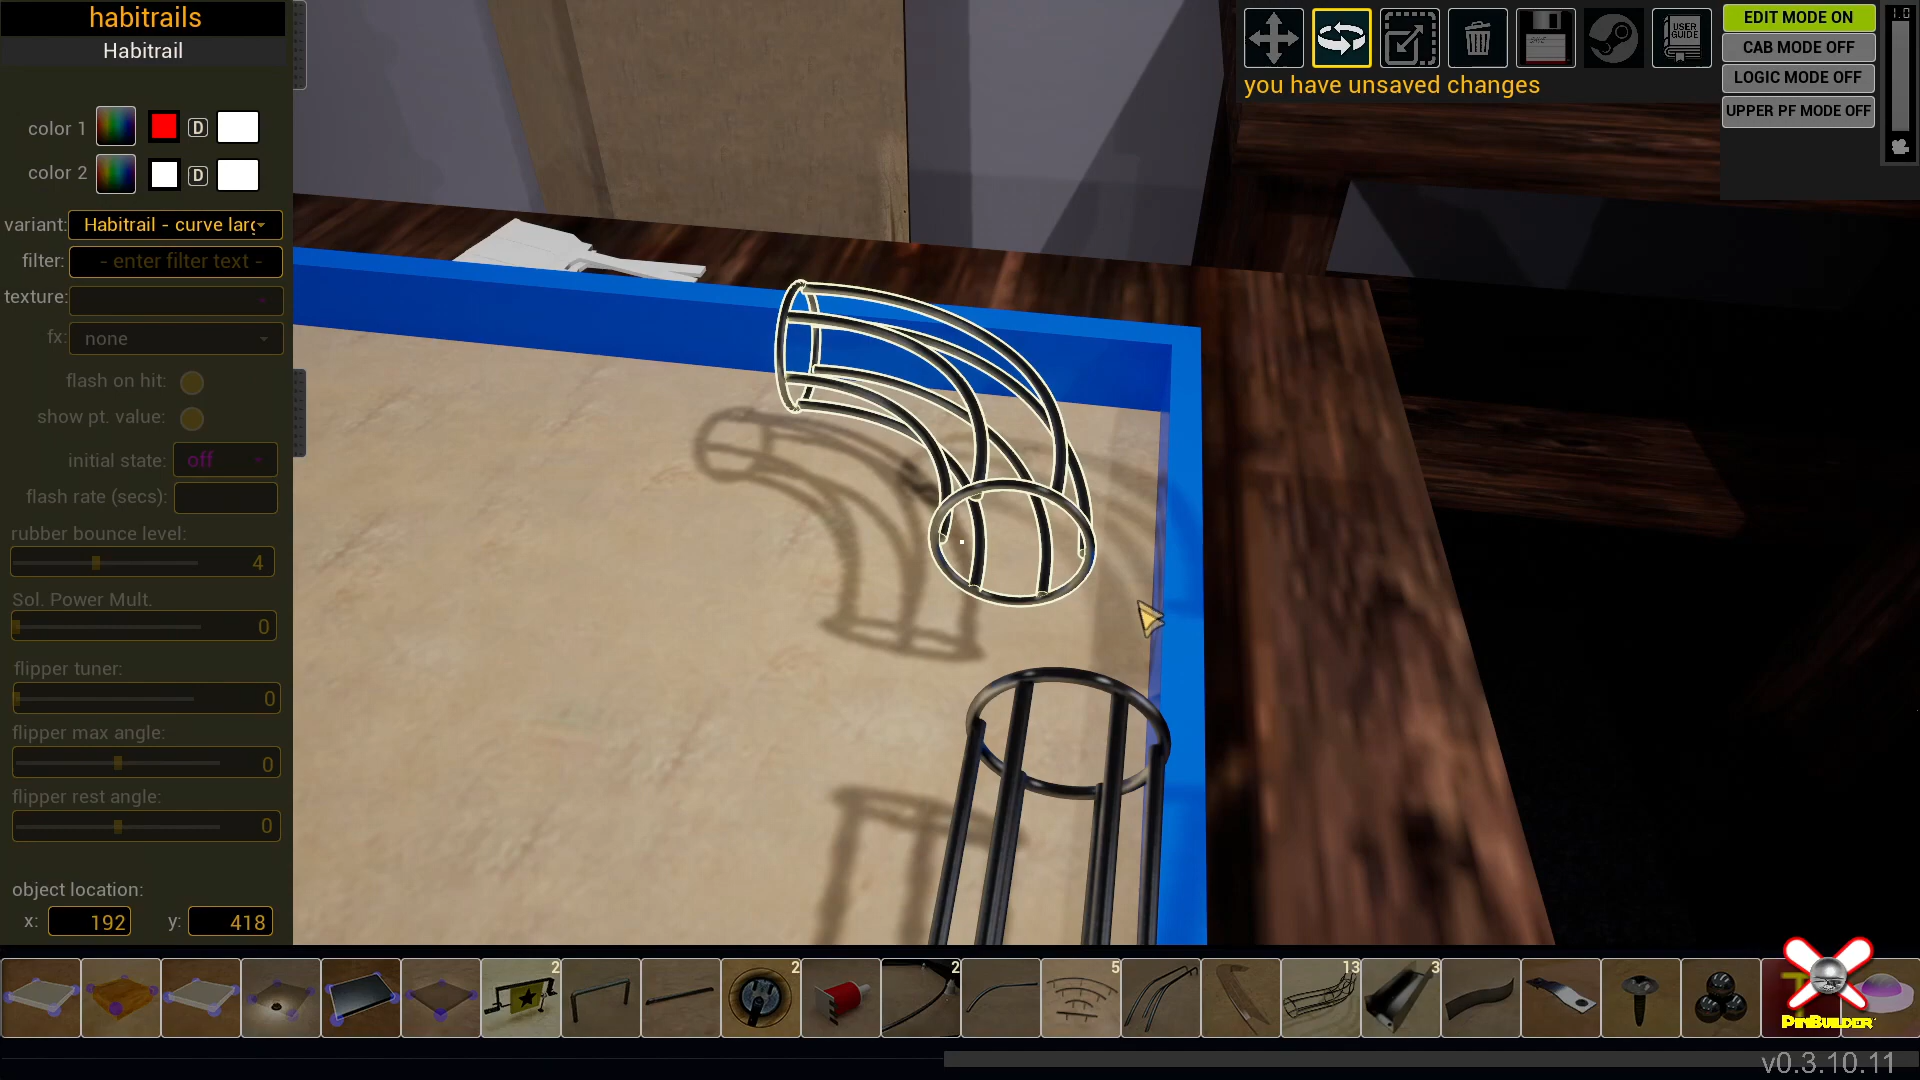 habitrails
Habitrail
color 1
D
color 2
D
variant: Habitrail - curve larg
filter: - enter filter text -
texture:
fx: none
flash on hit:
show pt. value:
initial state: off
flash rate (secs):
rubber bounce level:
4
Sol. Power Mult.
0
flipper tuner:
0
flipper max angle:
0
flipper rest angle:
0
object location:
x: 192 y: 418
USER GUIDE
you have unsaved changes
EDIT MODE ON
CAB MODE OFF
LOGIC MODE OFF
UPPER PF MODE OFF
1.0
2
2
2
5
13
3
PINBUILDER
v0.3.10.11